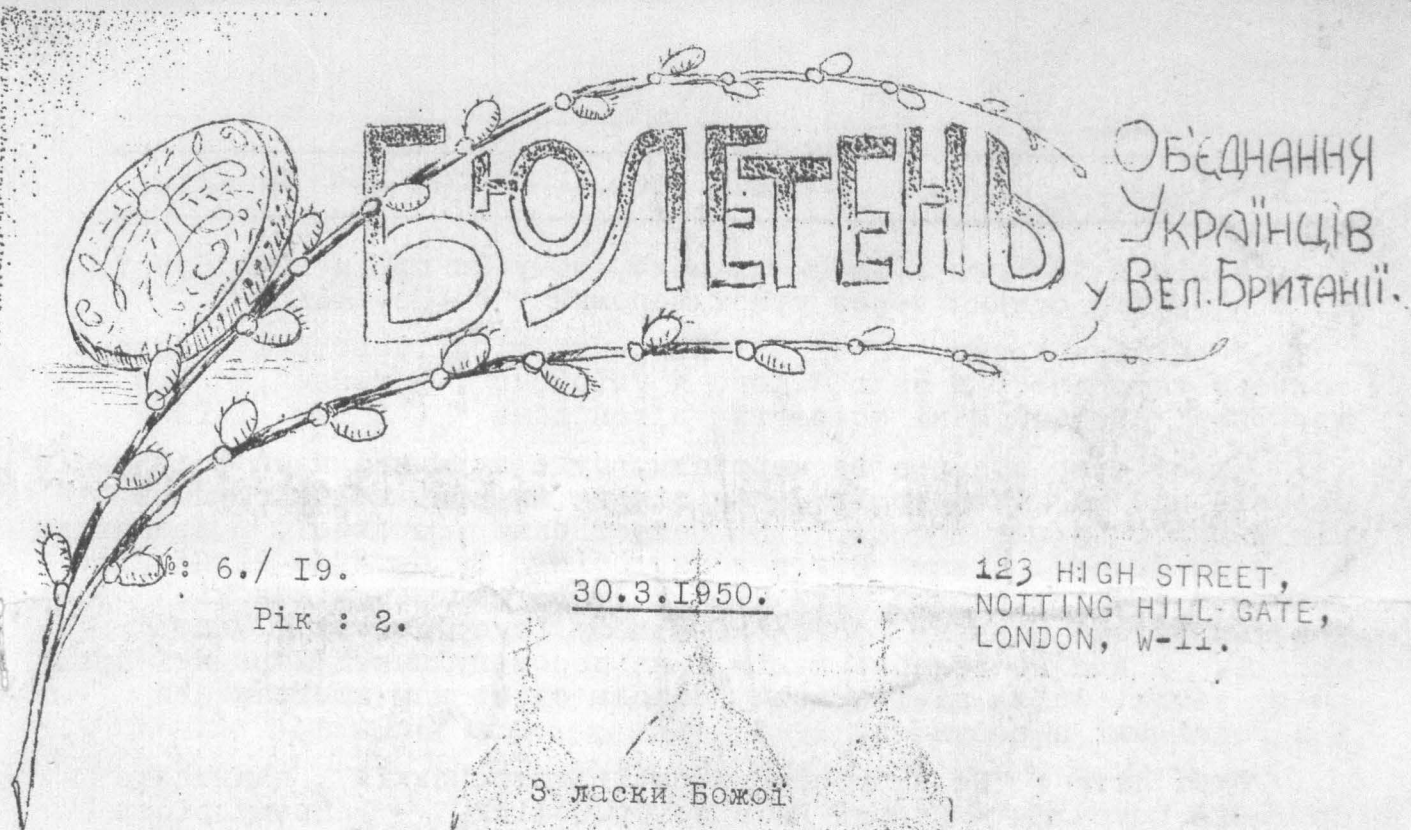 БЮЛЕТЕНЬ
ОБ'ЄДНАННЯ
УКРАЇНЦІВ
у ВЕЛ.БРИТАНІЇ.
№: 6./ I9.
Рік : 2.
30.3.I950.
123 HIGH STREET,
NOTTING HILL GATE,
LONDON, W-II.
З ласки Божої